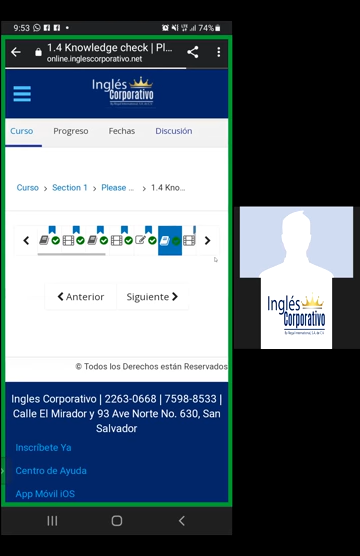 9:53
74%
1.4 Knowledge check | Pl...
online.inglescorporativo.net
Inglés
Corporativo
Curso Progreso Fechas Discusión
Curso > Section 1 > Please ... > 1.4 Kno...
Anterior Siguiente
© Todos los Derechos están Reservados
Ingles Corporativo | 2263-0668 | 7598-8533 |
Calle El Mirador y 93 Ave Norte No. 630, San
Salvador
Inscríbete Ya
Centro de Ayuda
App Móvil iOS
Inglés
Corporativo